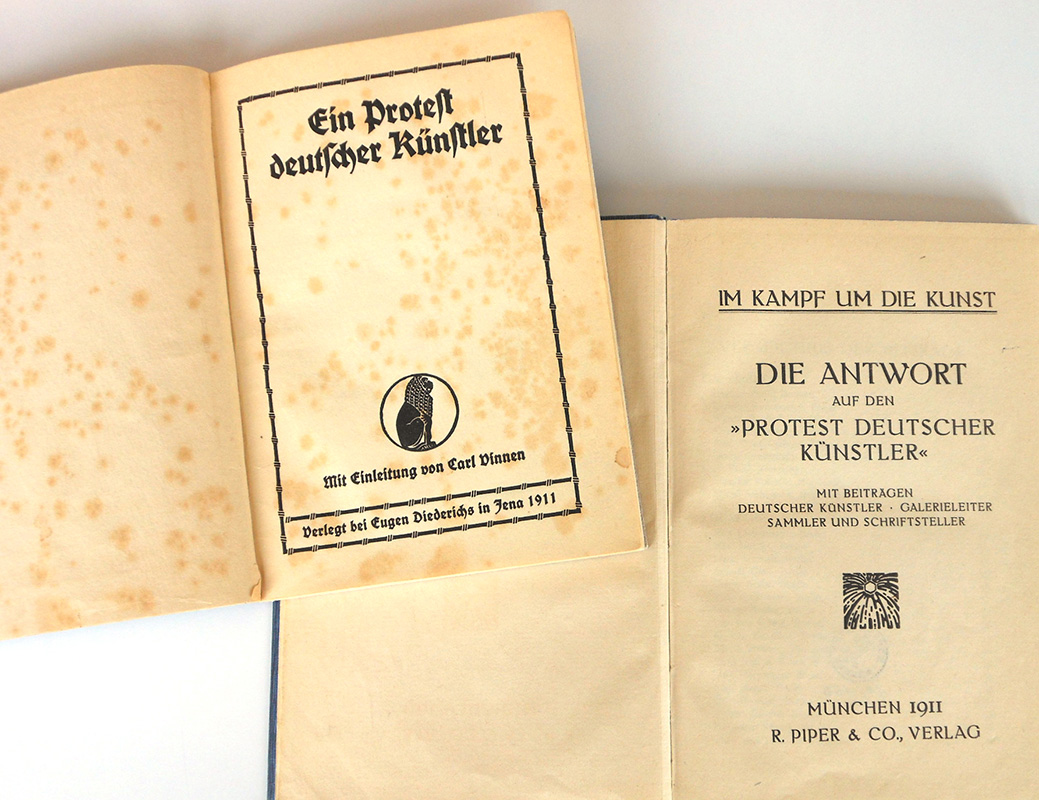 Ein Protest
deutscher Künstler
Mit Einleitung von Carl Vinnen
Verlegt bei Eugen Diederichs in Jena 1911
IM KAMPF UM DIE KUNST
DIE ANTWORT
AUF DEN
»PROTEST DEUTSCHER
KÜNSTLER«
MIT BEITRÄGEN
DEUTSCHER KÜNSTLER · GALERIELEITER
SAMMLER UND SCHRIFTSTELLER
MÜNCHEN 1911
R. PIPER & CO., VERLAG